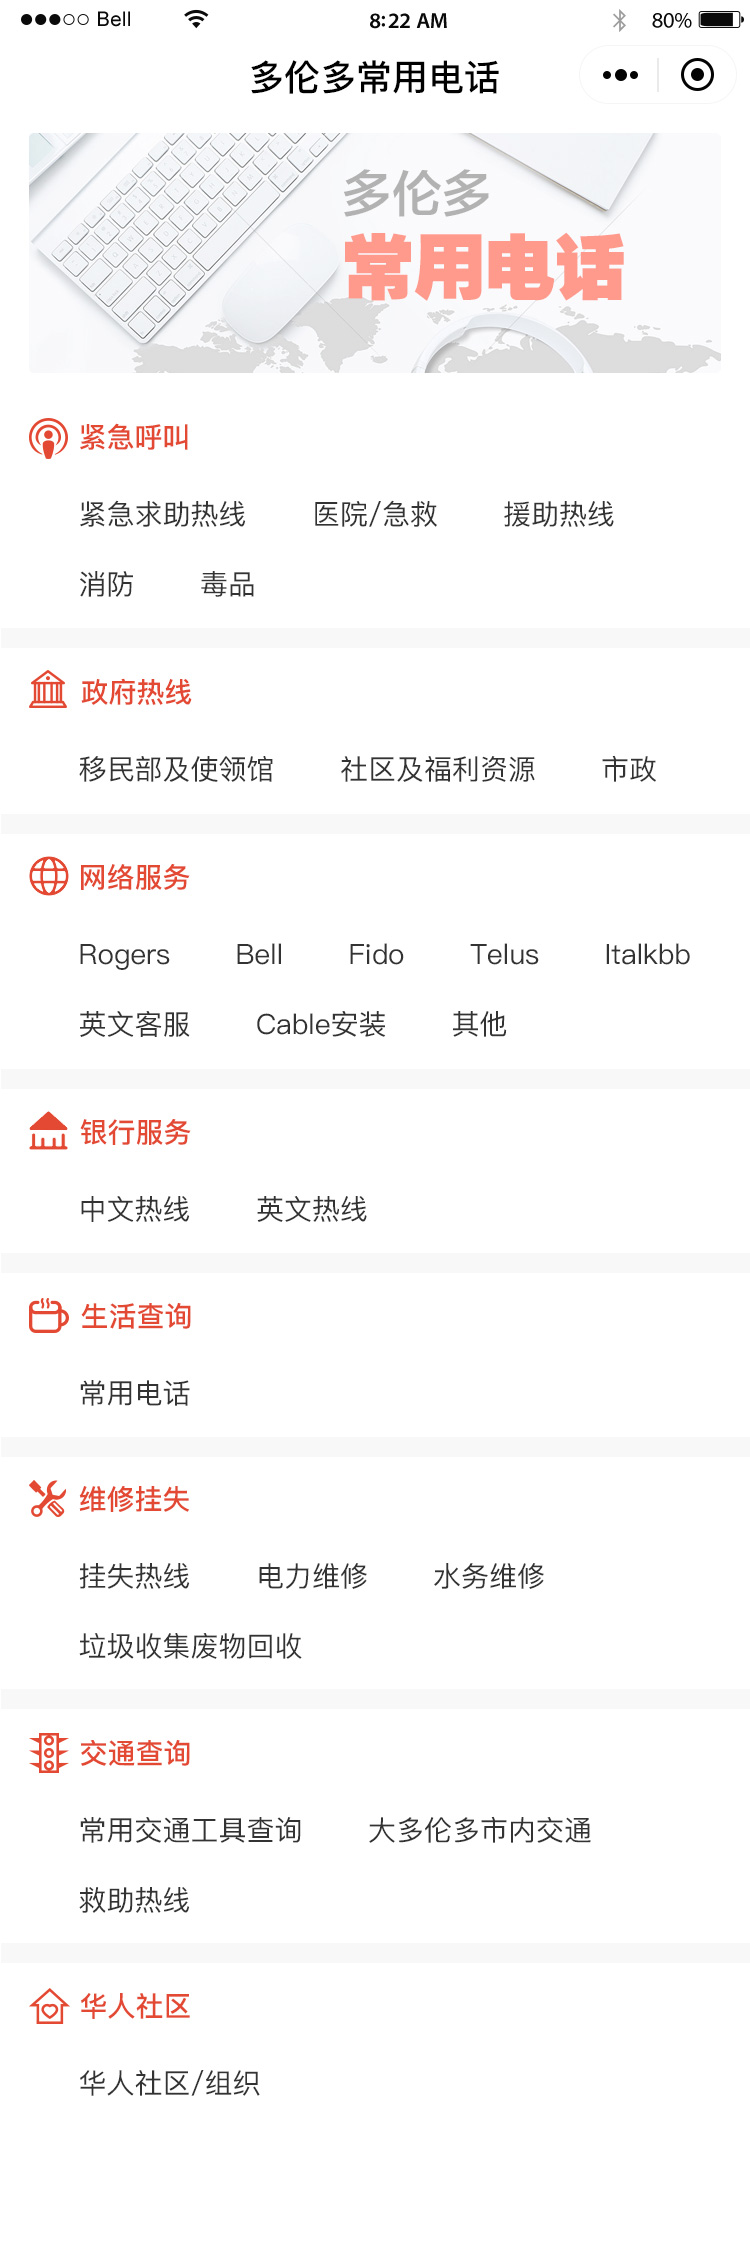 Bell 8:22 AM 80%
多伦多常用电话
多伦多
常用电话
紧急呼叫
紧急求助热线 医院/急救 援助热线
消防 毒品
政府热线
移民部及使领馆 社区及福利资源 市政
网络服务
Rogers Bell Fido Telus Italkbb
英文客服 Cable安装 其他
银行服务
中文热线 英文热线
生活查询
常用电话
维修挂失
挂失热线 电力维修 水务维修
垃圾收集废物回收
交通查询
常用交通工具查询 大多伦多市内交通
救助热线
华人社区
华人社区/组织